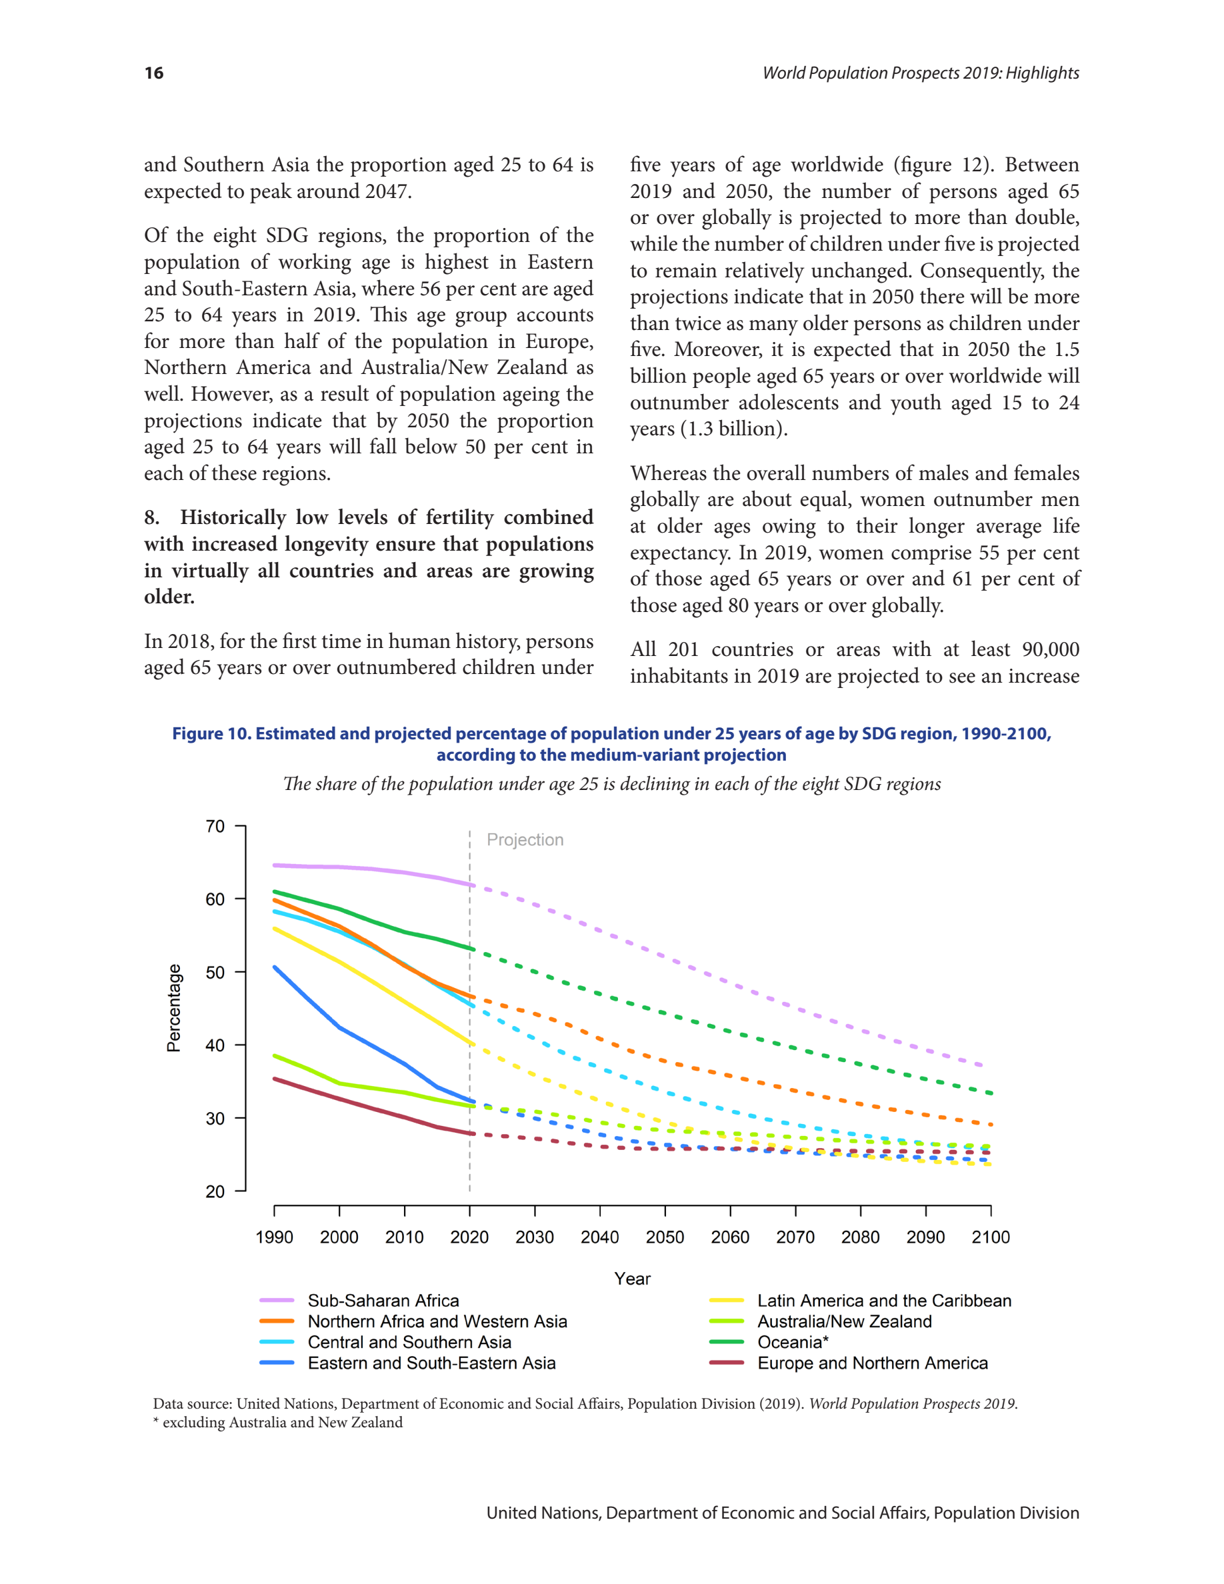 16
World Population Prospects 2019: Highlights
and Southern Asia the proportion aged 25 to 64 is
expected to peak around 2047.
Of the eight SDG regions, the proportion of the
population of working age is highest in Eastern
and South-Eastern Asia, where 56 per cent are aged
25 to 64 years in 2019. This age group accounts
for more than half of the population in Europe,
Northern America and Australia/New Zealand as
well. However, as a result of population ageing the
projections indicate that by 2050 the proportion
aged 25 to 64 years will fall below 50 per cent in
each of these regions.
8. Historically low levels of fertility combined
with increased longevity ensure that populations
in virtually all countries and areas are growing
older.
In 2018, for the first time in human history, persons
aged 65 years or over outnumbered children under
five years of age worldwide (figure 12). Between
2019 and 2050, the number of persons aged 65
or over globally is projected to more than double,
while the number of children under five is projected
to remain relatively unchanged. Consequently, the
projections indicate that in 2050 there will be more
than twice as many older persons as children under
five. Moreover, it is expected that in 2050 the 1.5
billion people aged 65 years or over worldwide will
outnumber adolescents and youth aged 15 to 24
years (1.3 billion).
Whereas the overall numbers of males and females
globally are about equal, women outnumber men
at older ages owing to their longer average life
expectancy. In 2019, women comprise 55 per cent
of those aged 65 years or over and 61 per cent of
those aged 80 years or over globally.
All 201 countries or areas with at least 90,000
inhabitants in 2019 are projected to see an increase
Figure 10. Estimated and projected percentage of population under 25 years of age by SDG region, 1990-2100,
according to the medium-variant projection
The share of the population under age 25 is declining in each of the eight SDG regions
Projection
70
60
50
40
30
20
Percentage
1990 2000 2010 2020 2030 2040 2050 2060 2070 2080 2090 2100
Year
Sub-Saharan Africa
Northern Africa and Western Asia
Central and Southern Asia
Eastern and South-Eastern Asia
Latin America and the Caribbean
Australia/New Zealand
Oceania*
Europe and Northern America
Data source: United Nations, Department of Economic and Social Affairs, Population Division (2019). World Population Prospects 2019.
* excluding Australia and New Zealand
United Nations, Department of Economic and Social Affairs, Population Division